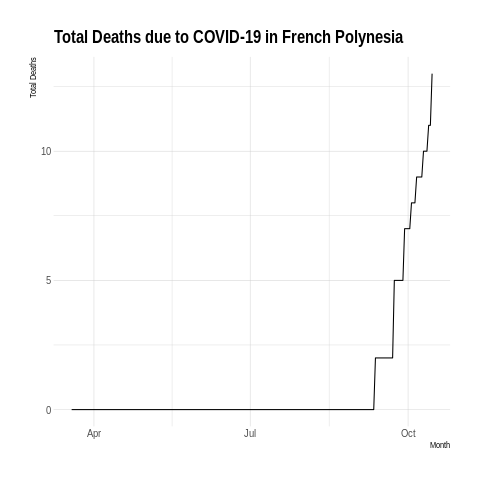 Total Deaths due to COVID-19 in French Polynesia
Total Deaths
10
5
0
Apr Jul Oct
Month